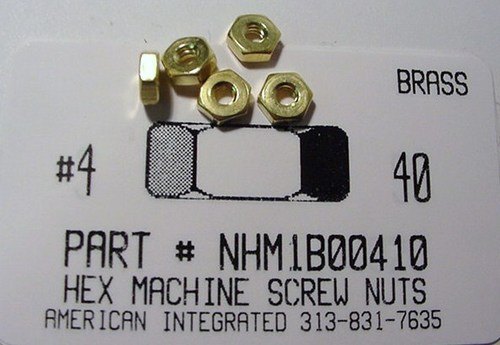 BRASS
#4 40
PART # NHM1B00410
HEX MACHINE SCREW NUTS
AMERICAN INTEGRATED 313-831-7635